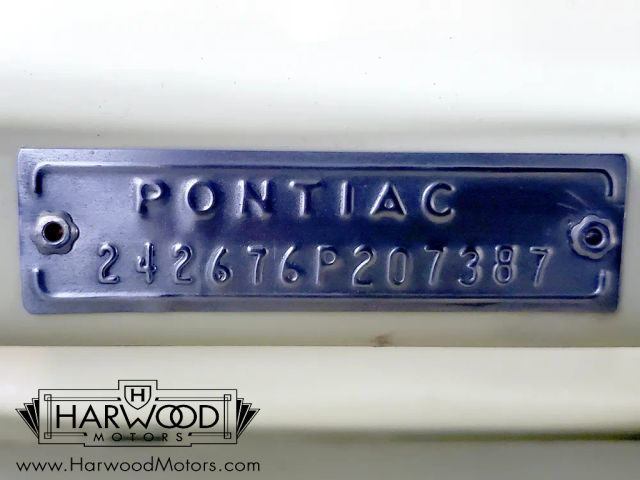 PONTIAC
242676P207387
H
HARWOOD
MOTORS
www.HarwoodMotors.com